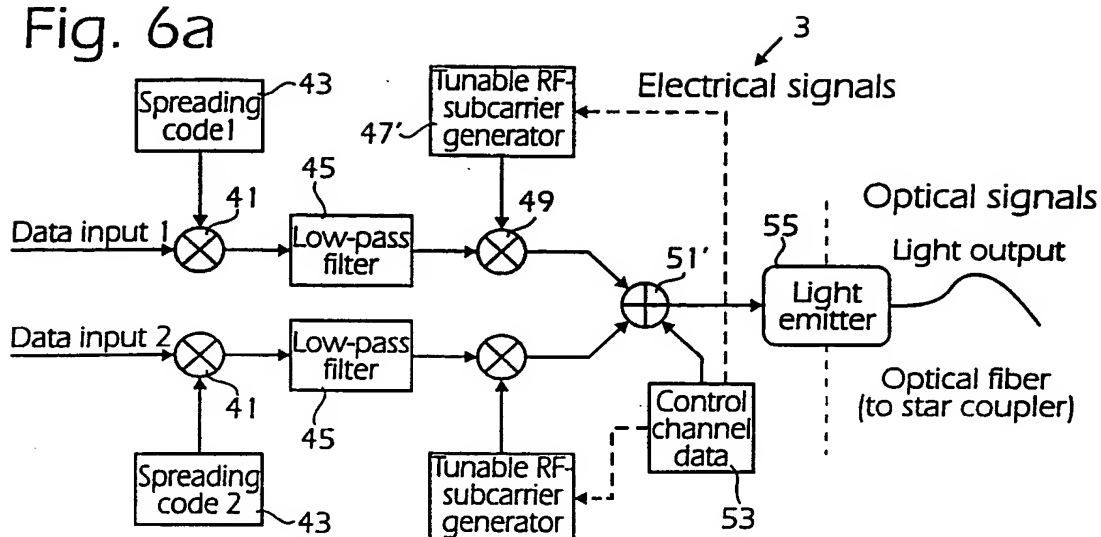 Fig. 6a
3
Electrical signals
43
Spreading
code1
47'
Tunable RF-
subcarrier
generator
Optical signals
Data input 1
41
45
Low-pass
filter
49
51'
55
Light
emitter
Light output
Data input 2
41
Low-pass
filter
45
Control
channel
data
53
Optical fiber
(to star coupler)
Spreading
code 2
43
Tunable RF-
subcarrier
generator